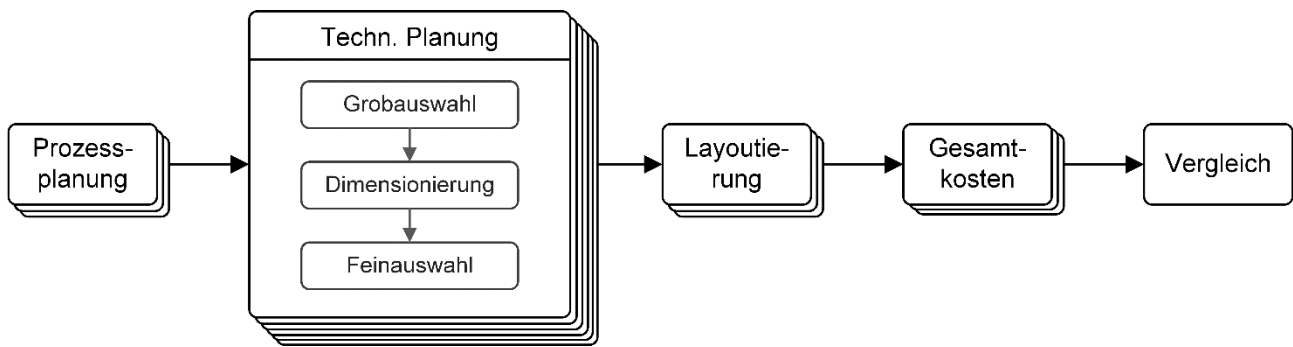 Prozess-
planung
Techn. Planung
Grobauswahl
Dimensionierung
Feinauswahl
Layoutie-
rung
Gesamt-
kosten
Vergleich